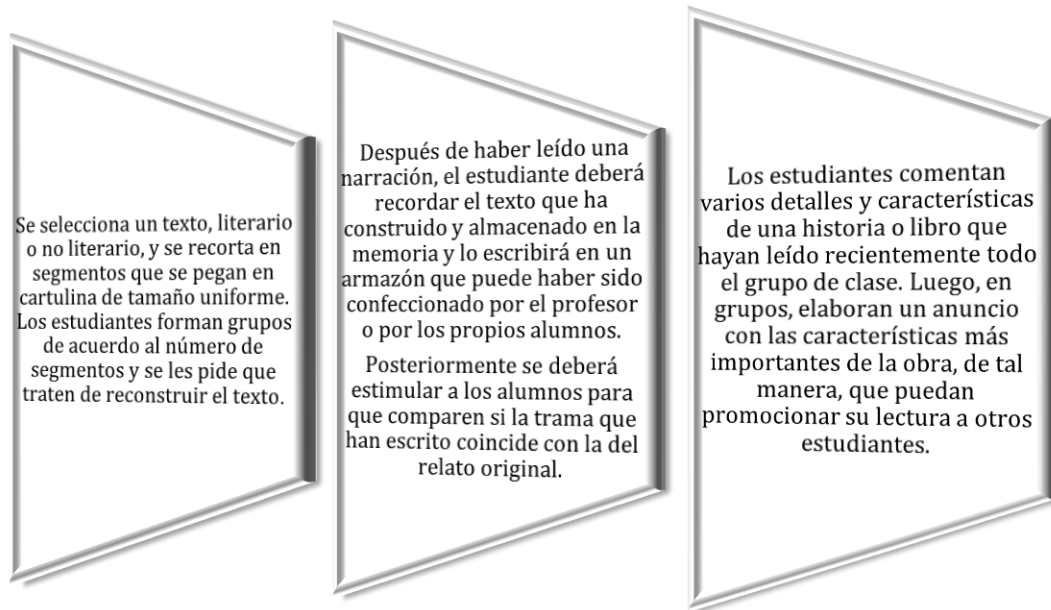 Se selecciona un texto, literario
o no literario, y se recorta en
segmentos que se pegan en
cartulina de tamaño uniforme.
Los estudiantes forman grupos
de acuerdo al número de
segmentos y se les pide que
traten de reconstruir el texto.
Después de haber leído una
narración, el estudiante deberá
recordar el texto que ha
construido y almacenado en la
memoria y lo escribirá en un
armazón que puede haber sido
confeccionado por el profesor
o por los propios alumnos.
Posteriormente se deberá
estimular a los alumnos para
que comparen si la trama que
han escrito coincide con la del
relato original.
Los estudiantes comentan
varios detalles y características
de una historia o libro que
hayan leído recientemente todo
el grupo de clase. Luego, en
grupos, elaboran un anuncio
con las características más
importantes de la obra, de tal
manera, que puedan
promocionar su lectura a otros
estudiantes.